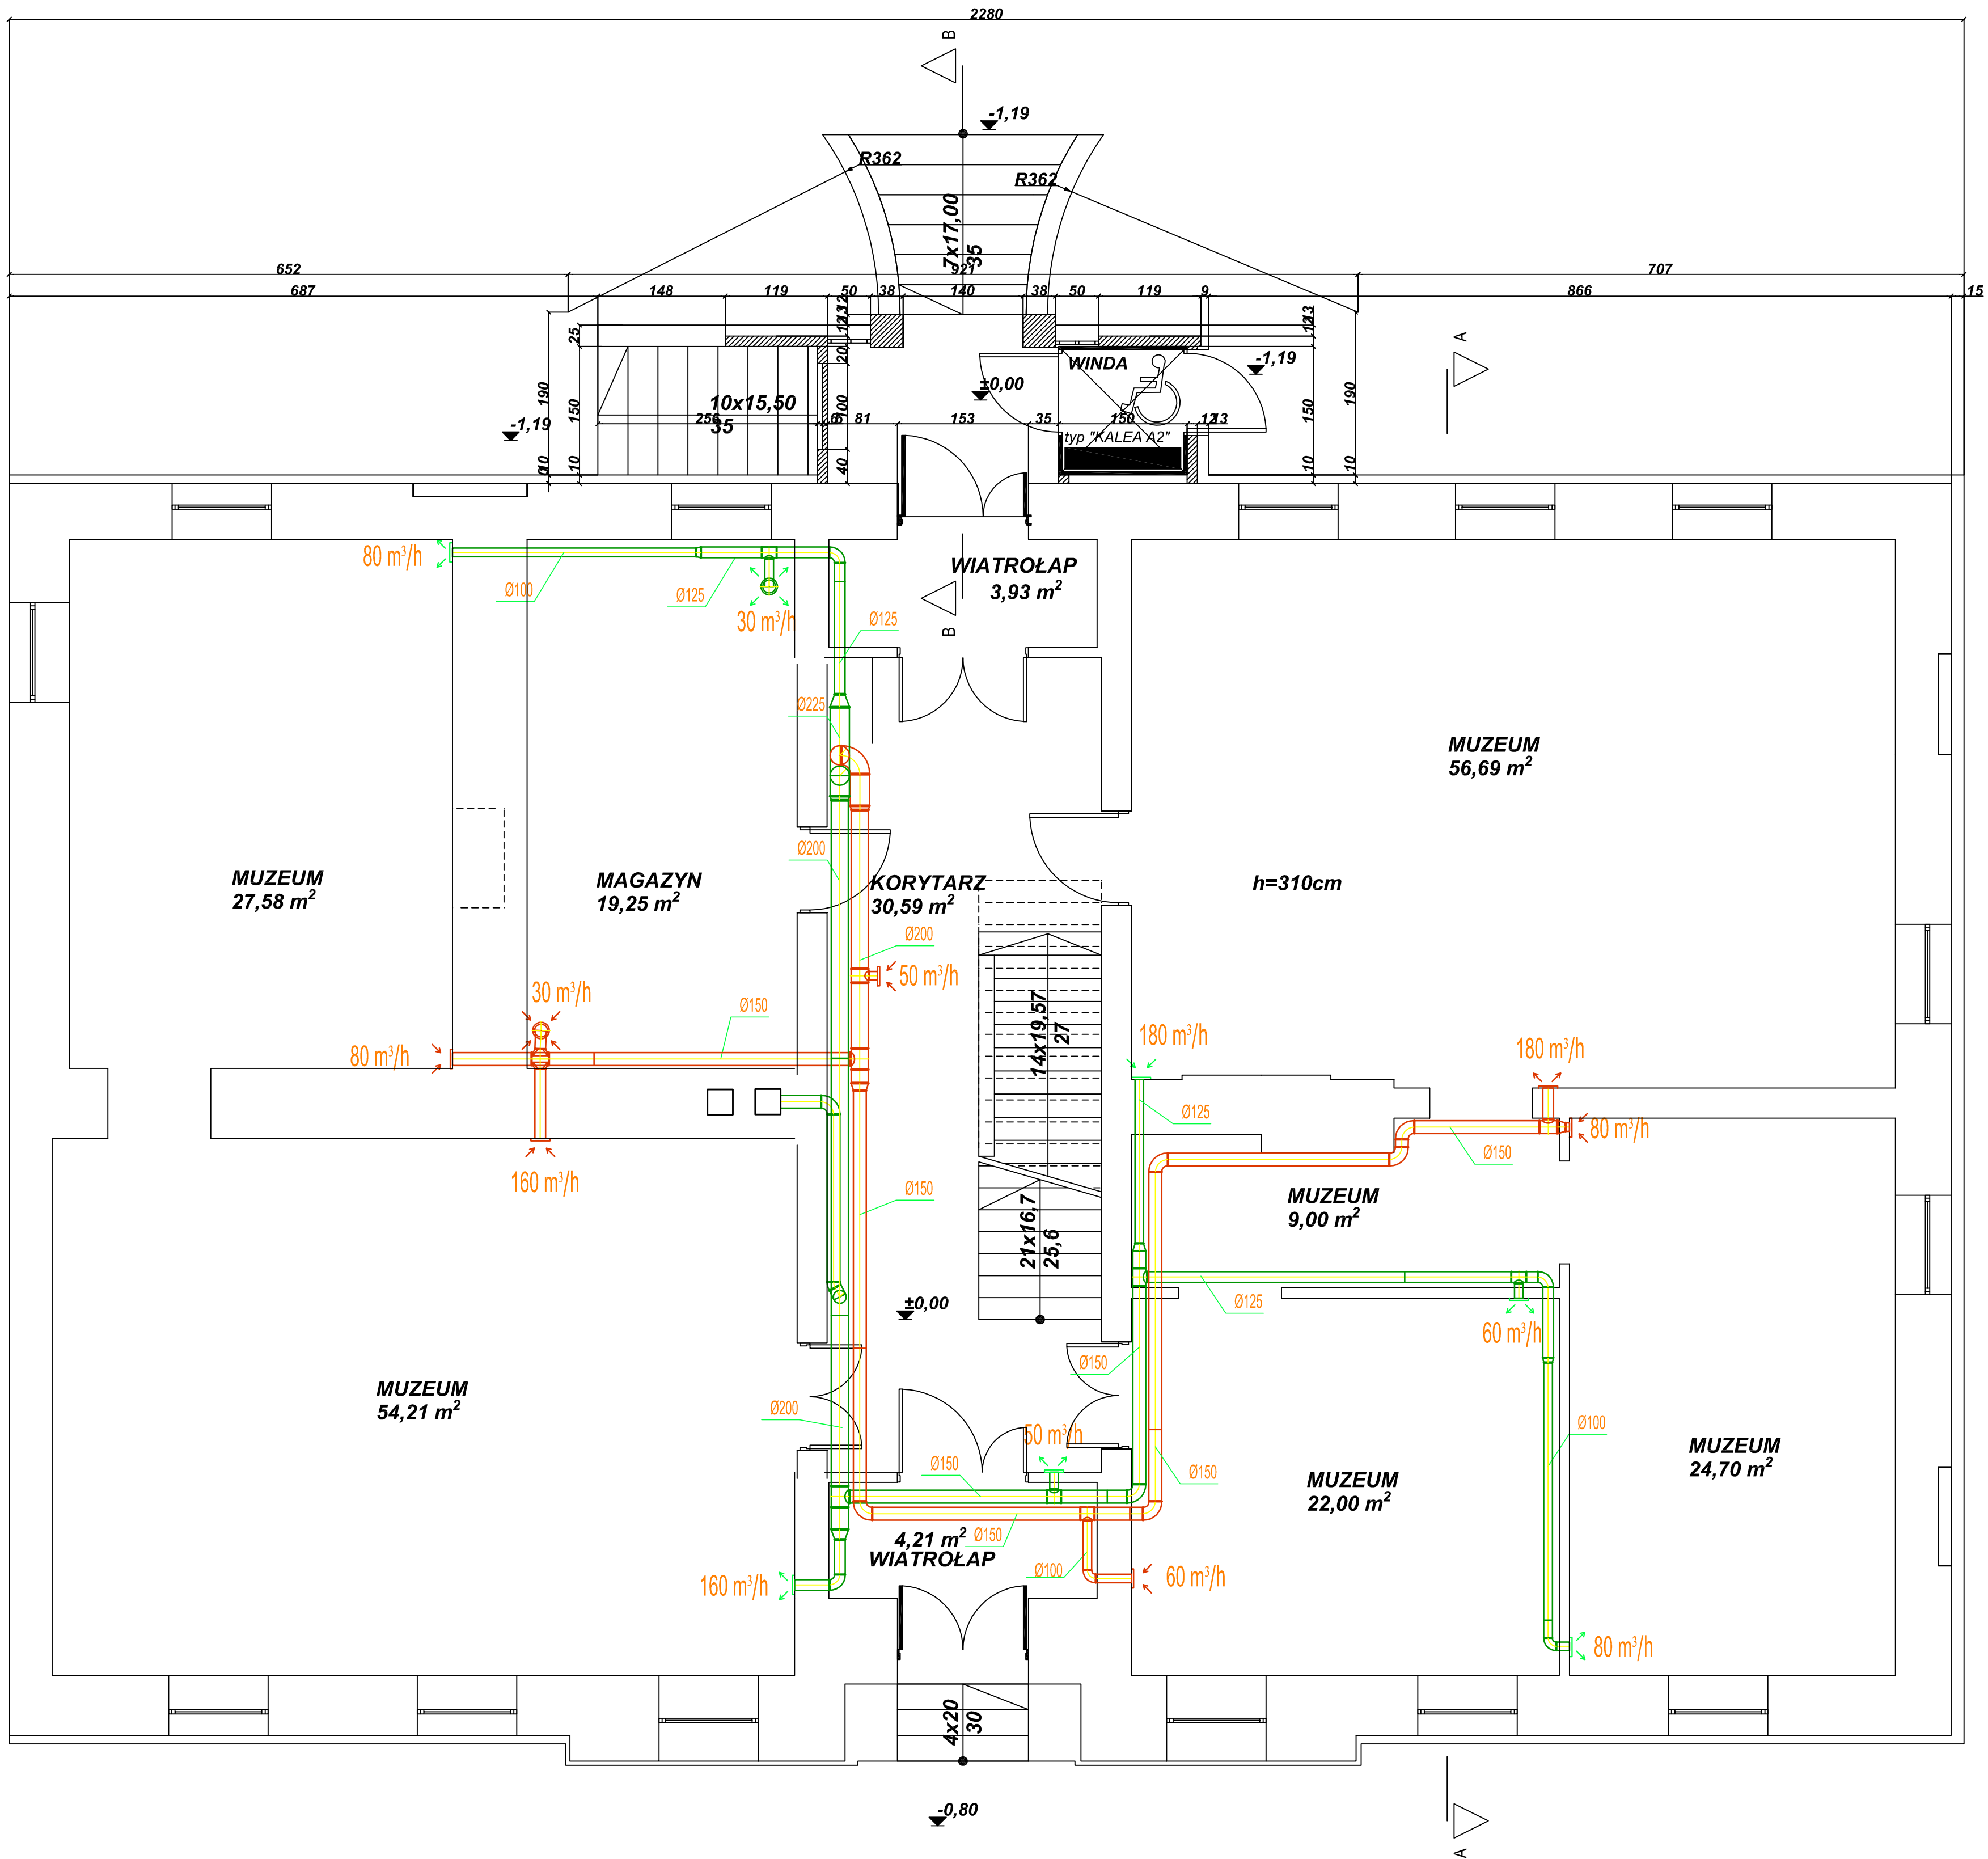 2280
B
-1,19
R362
R362
7x17,00
35
652
921
707
687
148
119
50
38
140
38
50
119
9
866
15
12
13
12
20
100
40
25
190
150
10
10
-1,19
10x15,50
35
256
81
153
35
150
12
13
±0,00
WINDA
typ "KALEA A2"
-1,19
13
12
150
10
190
10
A
80 m³/h
Ø100
Ø125
30 m³/h
Ø125
WIATROŁAP
3,93 m²
B
Ø225
MUZEUM
56,69 m²
Ø200
MUZEUM
27,58 m²
MAGAZYN
19,25 m²
KORYTARZ
30,59 m²
h=310cm
Ø200
50 m³/h
30 m³/h
Ø150
80 m³/h
14x19,57
27
180 m³/h
180 m³/h
Ø125
80 m³/h
Ø150
160 m³/h
Ø150
MUZEUM
9,00 m²
21x16,7
25,6
±0,00
Ø125
60 m³/h
Ø150
MUZEUM
54,21 m²
Ø200
50 m³/h
Ø100
MUZEUM
24,70 m²
Ø150
Ø150
MUZEUM
22,00 m²
4,21 m²
Ø150
WIATROŁAP
Ø100
160 m³/h
60 m³/h
80 m³/h
4x20
30
-0,80
A